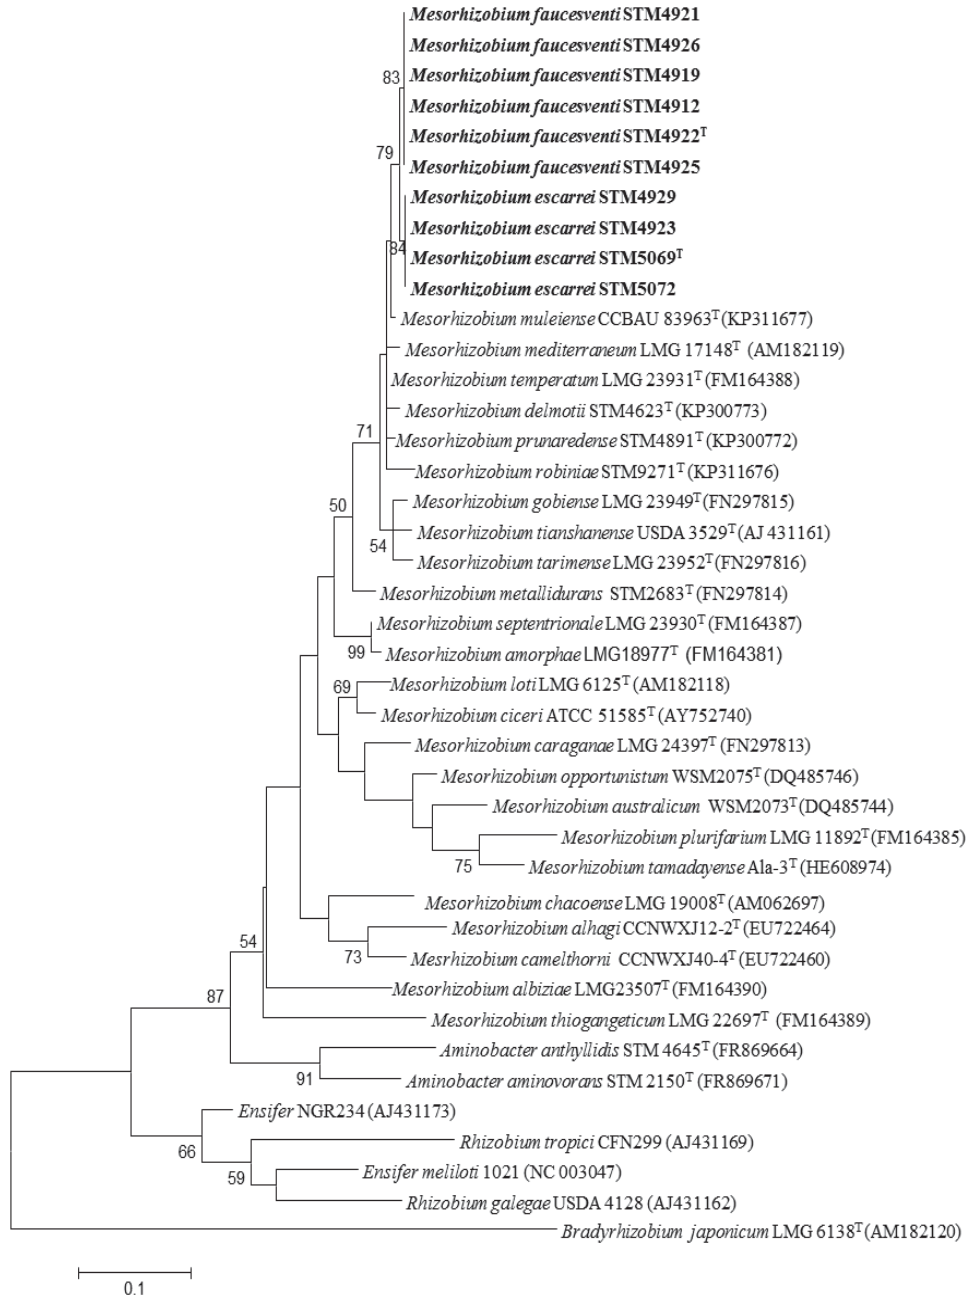 Mesorhizobium faucesventi STM4921
Mesorhizobium faucesventi STM4926
83 Mesorhizobium faucesventi STM4919
Mesorhizobium faucesventi STM4912
Mesorhizobium faucesventi STM4922ᵀ
79 Mesorhizobium faucesventi STM4925
Mesorhizobium escarrei STM4929
Mesorhizobium escarrei STM4923
84 Mesorhizobium escarrei STM5069ᵀ
Mesorhizobium escarrei STM5072
Mesorhizobium muleiense CCBAU 83963ᵀ (KP311677)
Mesorhizobium mediterraneum LMG 17148ᵀ (AM182119)
Mesorhizobium temperatum LMG 23931ᵀ (FM164388)
Mesorhizobium delmotii STM4623ᵀ (KP300773)
71 Mesorhizobium prunaredense STM4891ᵀ (KP300772)
Mesorhizobium robiniae STM9271ᵀ (KP311676)
50 Mesorhizobium gobiense LMG 23949ᵀ (FN297815)
Mesorhizobium tianshanense USDA 3529ᵀ (AJ 431161)
54 Mesorhizobium tarimense LMG 23952ᵀ (FN297816)
Mesorhizobium metallidurans STM2683ᵀ (FN297814)
Mesorhizobium septentrionale LMG 23930ᵀ (FM164387)
99 Mesorhizobium amorphae LMG18977ᵀ (FM164381)
69 Mesorhizobium loti LMG 6125ᵀ (AM182118)
Mesorhizobium ciceri ATCC 51585ᵀ (AY752740)
Mesorhizobium caraganae LMG 24397ᵀ (FN297813)
Mesorhizobium opportunistum WSM2075ᵀ (DQ485746)
Mesorhizobium australicum WSM2073ᵀ (DQ485744)
Mesorhizobium plurifarium LMG 11892ᵀ (FM164385)
75 Mesorhizobium tamadayense Ala-3ᵀ (HE608974)
Mesorhizobium chacoense LMG 19008ᵀ (AM062697)
Mesorhizobium alhagi CCNWXJ12-2ᵀ (EU722464)
54 73 Mesrhizobium camelthorni CCNWXJ40-4ᵀ (EU722460)
87 Mesorhizobium albiziae LMG23507ᵀ (FM164390)
Mesorhizobium thiogangeticum LMG 22697ᵀ (FM164389)
Aminobacter anthyllidis STM 4645ᵀ (FR869664)
91 Aminobacter aminovorans STM 2150ᵀ (FR869671)
Ensifer NGR234 (AJ431173)
66 Rhizobium tropici CFN299 (AJ431169)
59 Ensifer meliloti 1021 (NC 003047)
Rhizobium galegae USDA 4128 (AJ431162)
Bradyrhizobium japonicum LMG 6138ᵀ (AM182120)
0.1